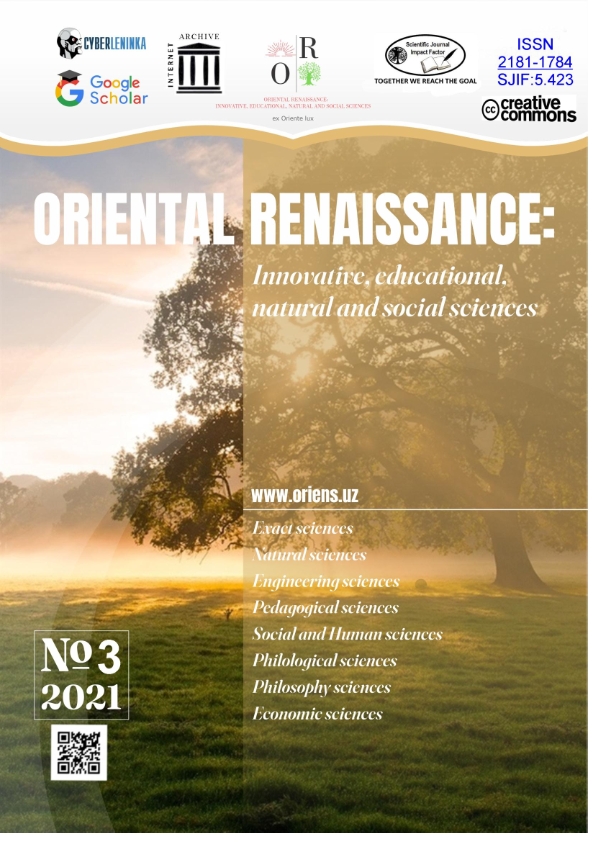 CYBERLENINKA
Google
Scholar
INTERNET
ARCHIVE
O R
ORIENTAL RENAISSANCE:
INNOVATIVE, EDUCATIONAL, NATURAL AND SOCIAL SCIENCES
ex Oriente lux
Scientific Journal
Impact Factor
TOGETHER WE REACH THE GOAL
ISSN
2181-1784
SJIF:5.423
cc creative
commons
ORIENTAL RENAISSANCE:
Innovative, educational,
natural and social sciences
www.oriens.uz
Exact sciences
Natural sciences
Engineering sciences
Pedagogical sciences
Social and Human sciences
Philological sciences
Philosophy sciences
Economic sciences
№ 3
2021